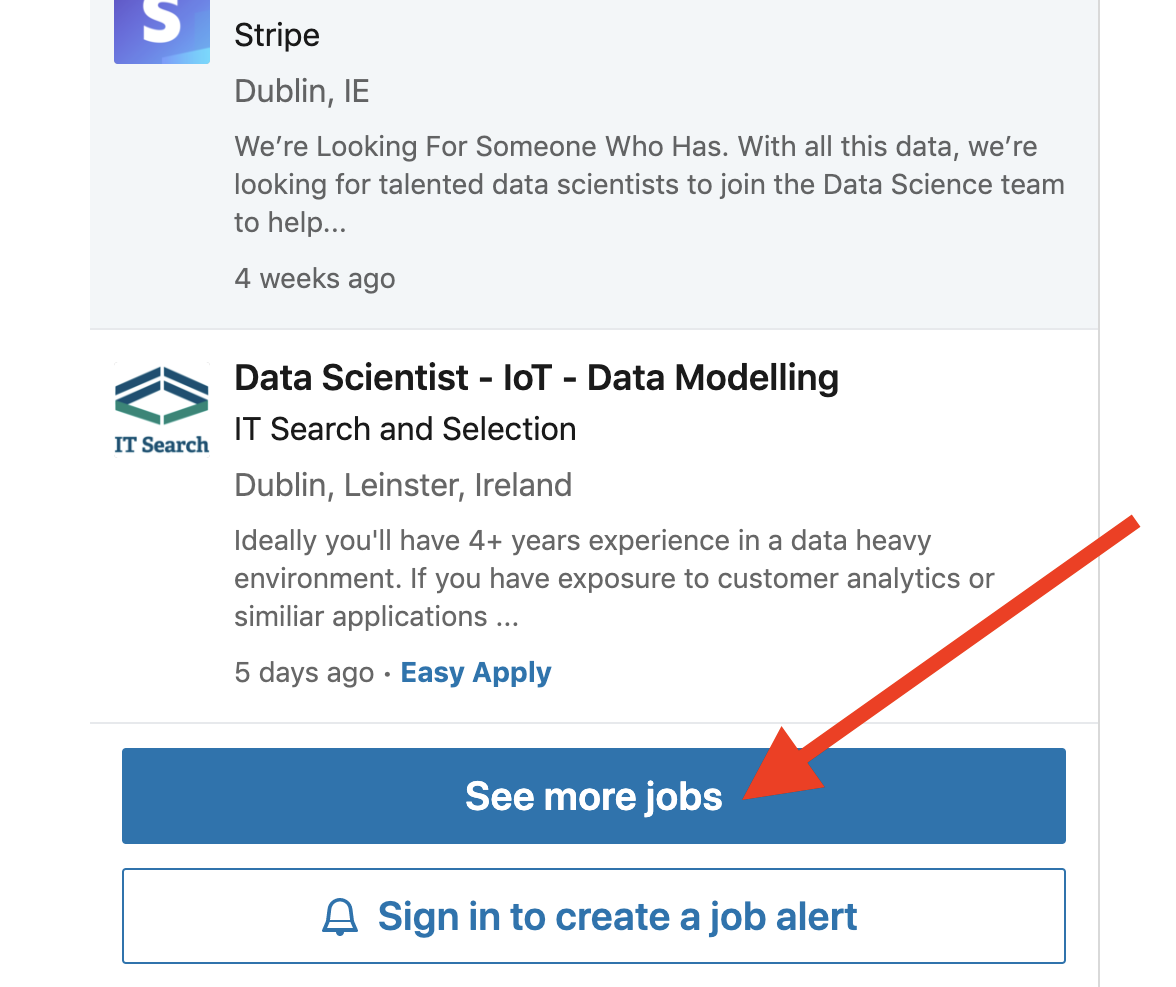 S
Stripe
Dublin, IE
We’re Looking For Someone Who Has. With all this data, we’re
looking for talented data scientists to join the Data Science team
to help...
4 weeks ago
Data Scientist - IoT - Data Modelling
IT Search
IT Search and Selection
Dublin, Leinster, Ireland
Ideally you'll have 4+ years experience in a data heavy
environment. If you have exposure to customer analytics or
similiar applications ...
5 days ago · Easy Apply
See more jobs
Sign in to create a job alert